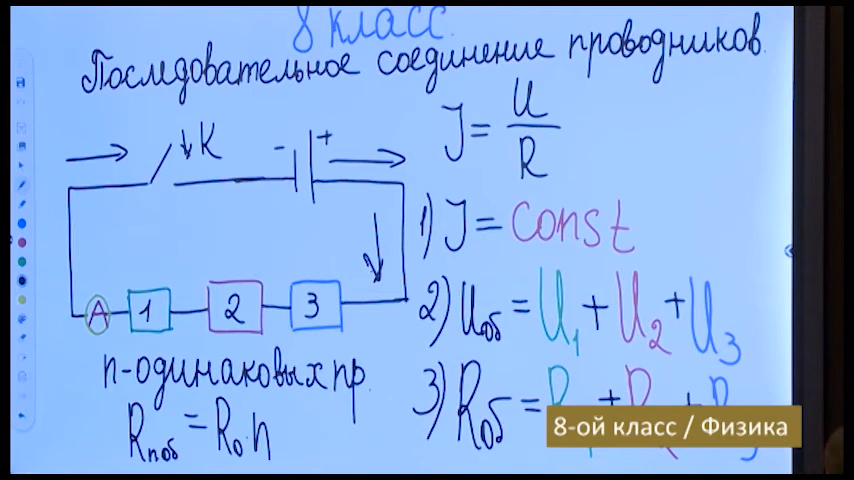 8 класс.
Последовательное соединение проводников.
K
- +
J = U/R
1) J = const
A 1 2 3
2) Uоб = U1 + U2 + U3
n-одинаковых пр.
3) Rоб = R + R + R
Rпоб = R0·n
8-ой класс / Физика